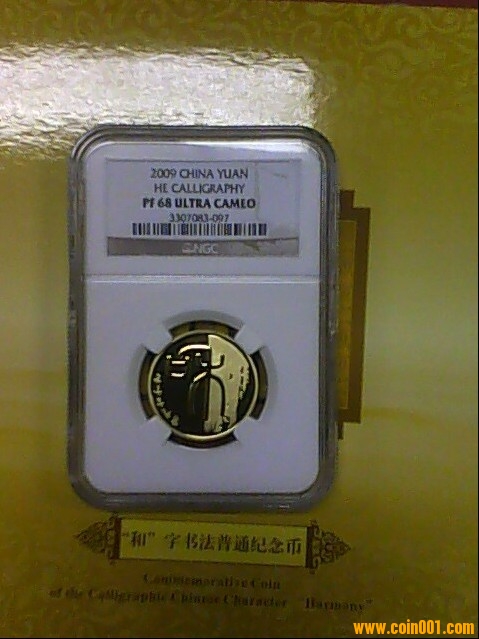 2009 CHINA YUAN
HE CALLIGRAPHY
PF 68 ULTRA CAMEO
3307083-097
NGC
"和"字书法普通纪念币
Commemorative Coin
of the Calligraphic Chinese Character "Harmony"
www.coin001.com